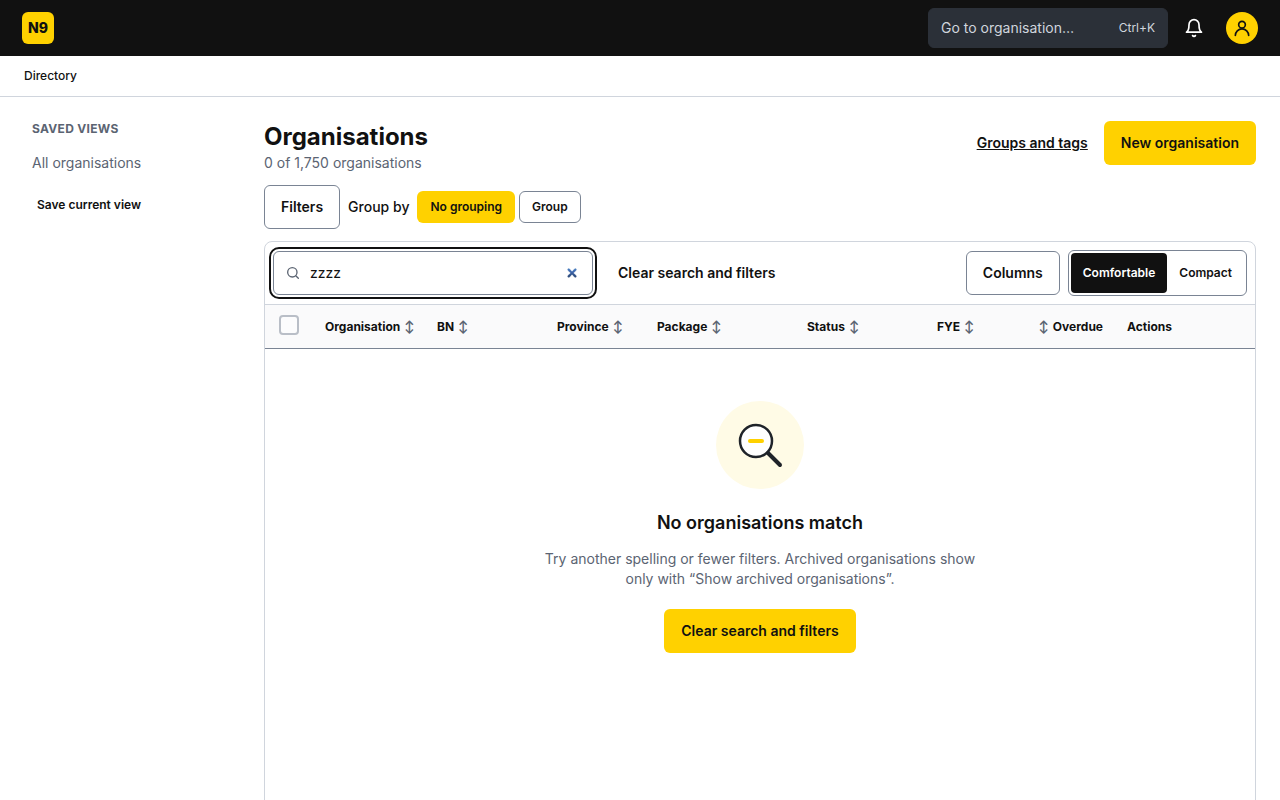 N9
Go to organisation... Ctrl+K
Directory
SAVED VIEWS
All organisations
Save current view
Organisations
0 of 1,750 organisations
Groups and tags
New organisation
Filters
Group by
No grouping
Group
zzzz
Clear search and filters
Columns
Comfortable
Compact
Organisation BN Province Package Status FYE Overdue Actions
No organisations match
Try another spelling or fewer filters. Archived organisations show
only with “Show archived organisations”.
Clear search and filters